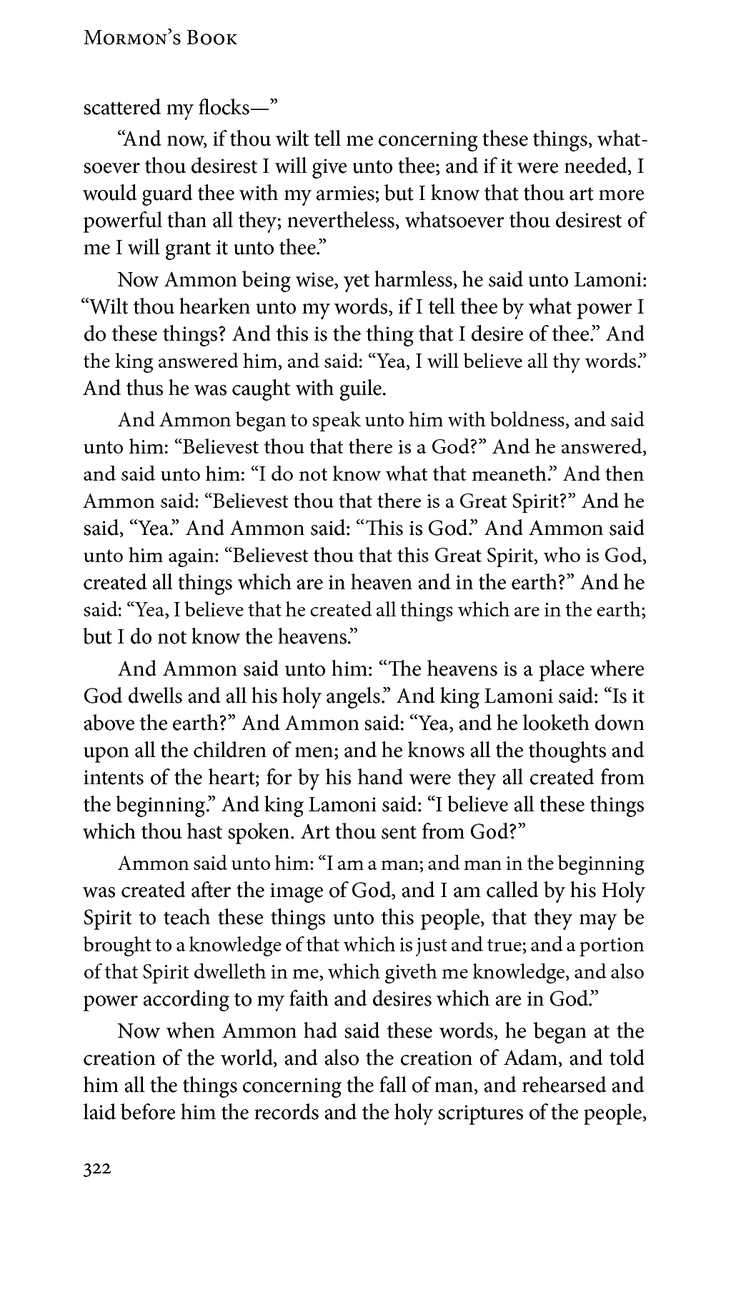 Mormon’s Book
scattered my flocks—”
“And now, if thou wilt tell me concerning these things, what-
soever thou desirest I will give unto thee; and if it were needed, I
would guard thee with my armies; but I know that thou art more
powerful than all they; nevertheless, whatsoever thou desirest of
me I will grant it unto thee.”
Now Ammon being wise, yet harmless, he said unto Lamoni:
“Wilt thou hearken unto my words, if I tell thee by what power I
do these things? And this is the thing that I desire of thee.” And
the king answered him, and said: “Yea, I will believe all thy words.”
And thus he was caught with guile.
And Ammon began to speak unto him with boldness, and said
unto him: “Believest thou that there is a God?” And he answered,
and said unto him: “I do not know what that meaneth.” And then
Ammon said: “Believest thou that there is a Great Spirit?” And he
said, “Yea.” And Ammon said: “This is God.” And Ammon said
unto him again: “Believest thou that this Great Spirit, who is God,
created all things which are in heaven and in the earth?” And he
said: “Yea, I believe that he created all things which are in the earth;
but I do not know the heavens.”
And Ammon said unto him: “The heavens is a place where
God dwells and all his holy angels.” And king Lamoni said: “Is it
above the earth?” And Ammon said: “Yea, and he looketh down
upon all the children of men; and he knows all the thoughts and
intents of the heart; for by his hand were they all created from
the beginning.” And king Lamoni said: “I believe all these things
which thou hast spoken. Art thou sent from God?”
Ammon said unto him: “I am a man; and man in the beginning
was created after the image of God, and I am called by his Holy
Spirit to teach these things unto this people, that they may be
brought to a knowledge of that which is just and true; and a portion
of that Spirit dwelleth in me, which giveth me knowledge, and also
power according to my faith and desires which are in God.”
Now when Ammon had said these words, he began at the
creation of the world, and also the creation of Adam, and told
him all the things concerning the fall of man, and rehearsed and
laid before him the records and the holy scriptures of the people,
322